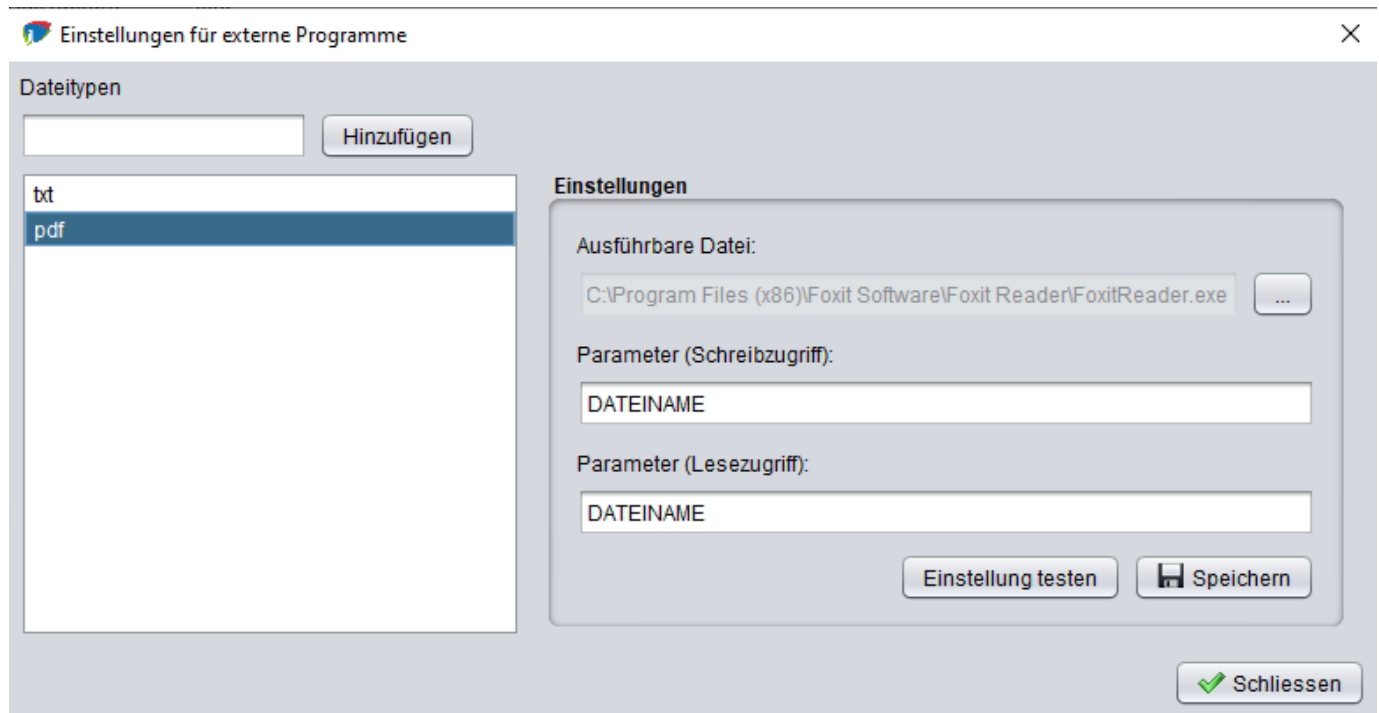 Einstellungen für externe Programme
Dateitypen
Hinzufügen
txt
pdf
Einstellungen
Ausführbare Datei:
C:\Program Files (x86)\Foxit Software\Foxit Reader\FoxitReader.exe
...
Parameter (Schreibzugriff):
DATEINAME
Parameter (Lesezugriff):
DATEINAME
Einstellung testen
Speichern
Schliessen